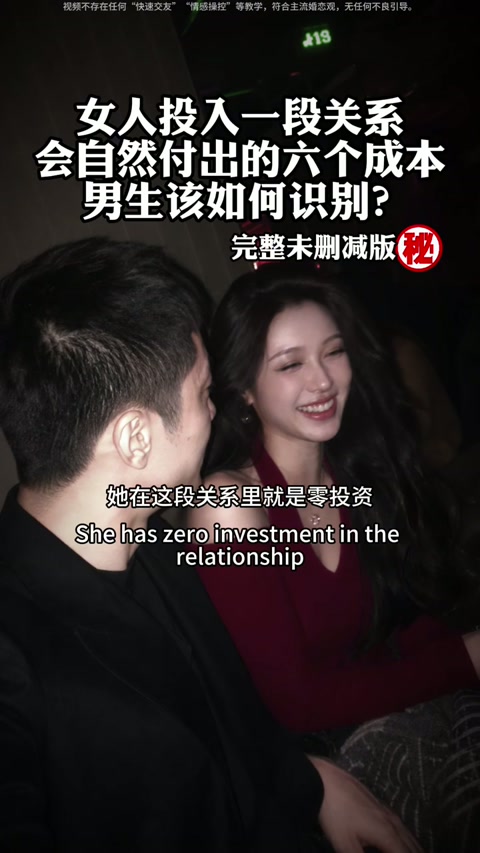 视频不存在任何“快速交友”“情感操控”等教学，符合主流婚恋观，无任何不良引导。
19
女人投入一段关系
会自然付出的六个成本
男生该如何识别?
完整未删减版
秘
她在这段关系里就是零投资
She has zero investment in the
relationship